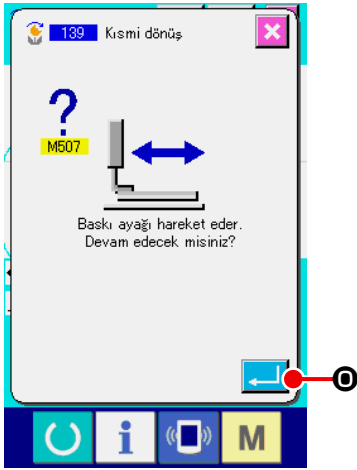 139 Kısmi dönüş
?
M507
Baskı ayağı hareket eder.
Devam edecek misiniz?
O
i
M